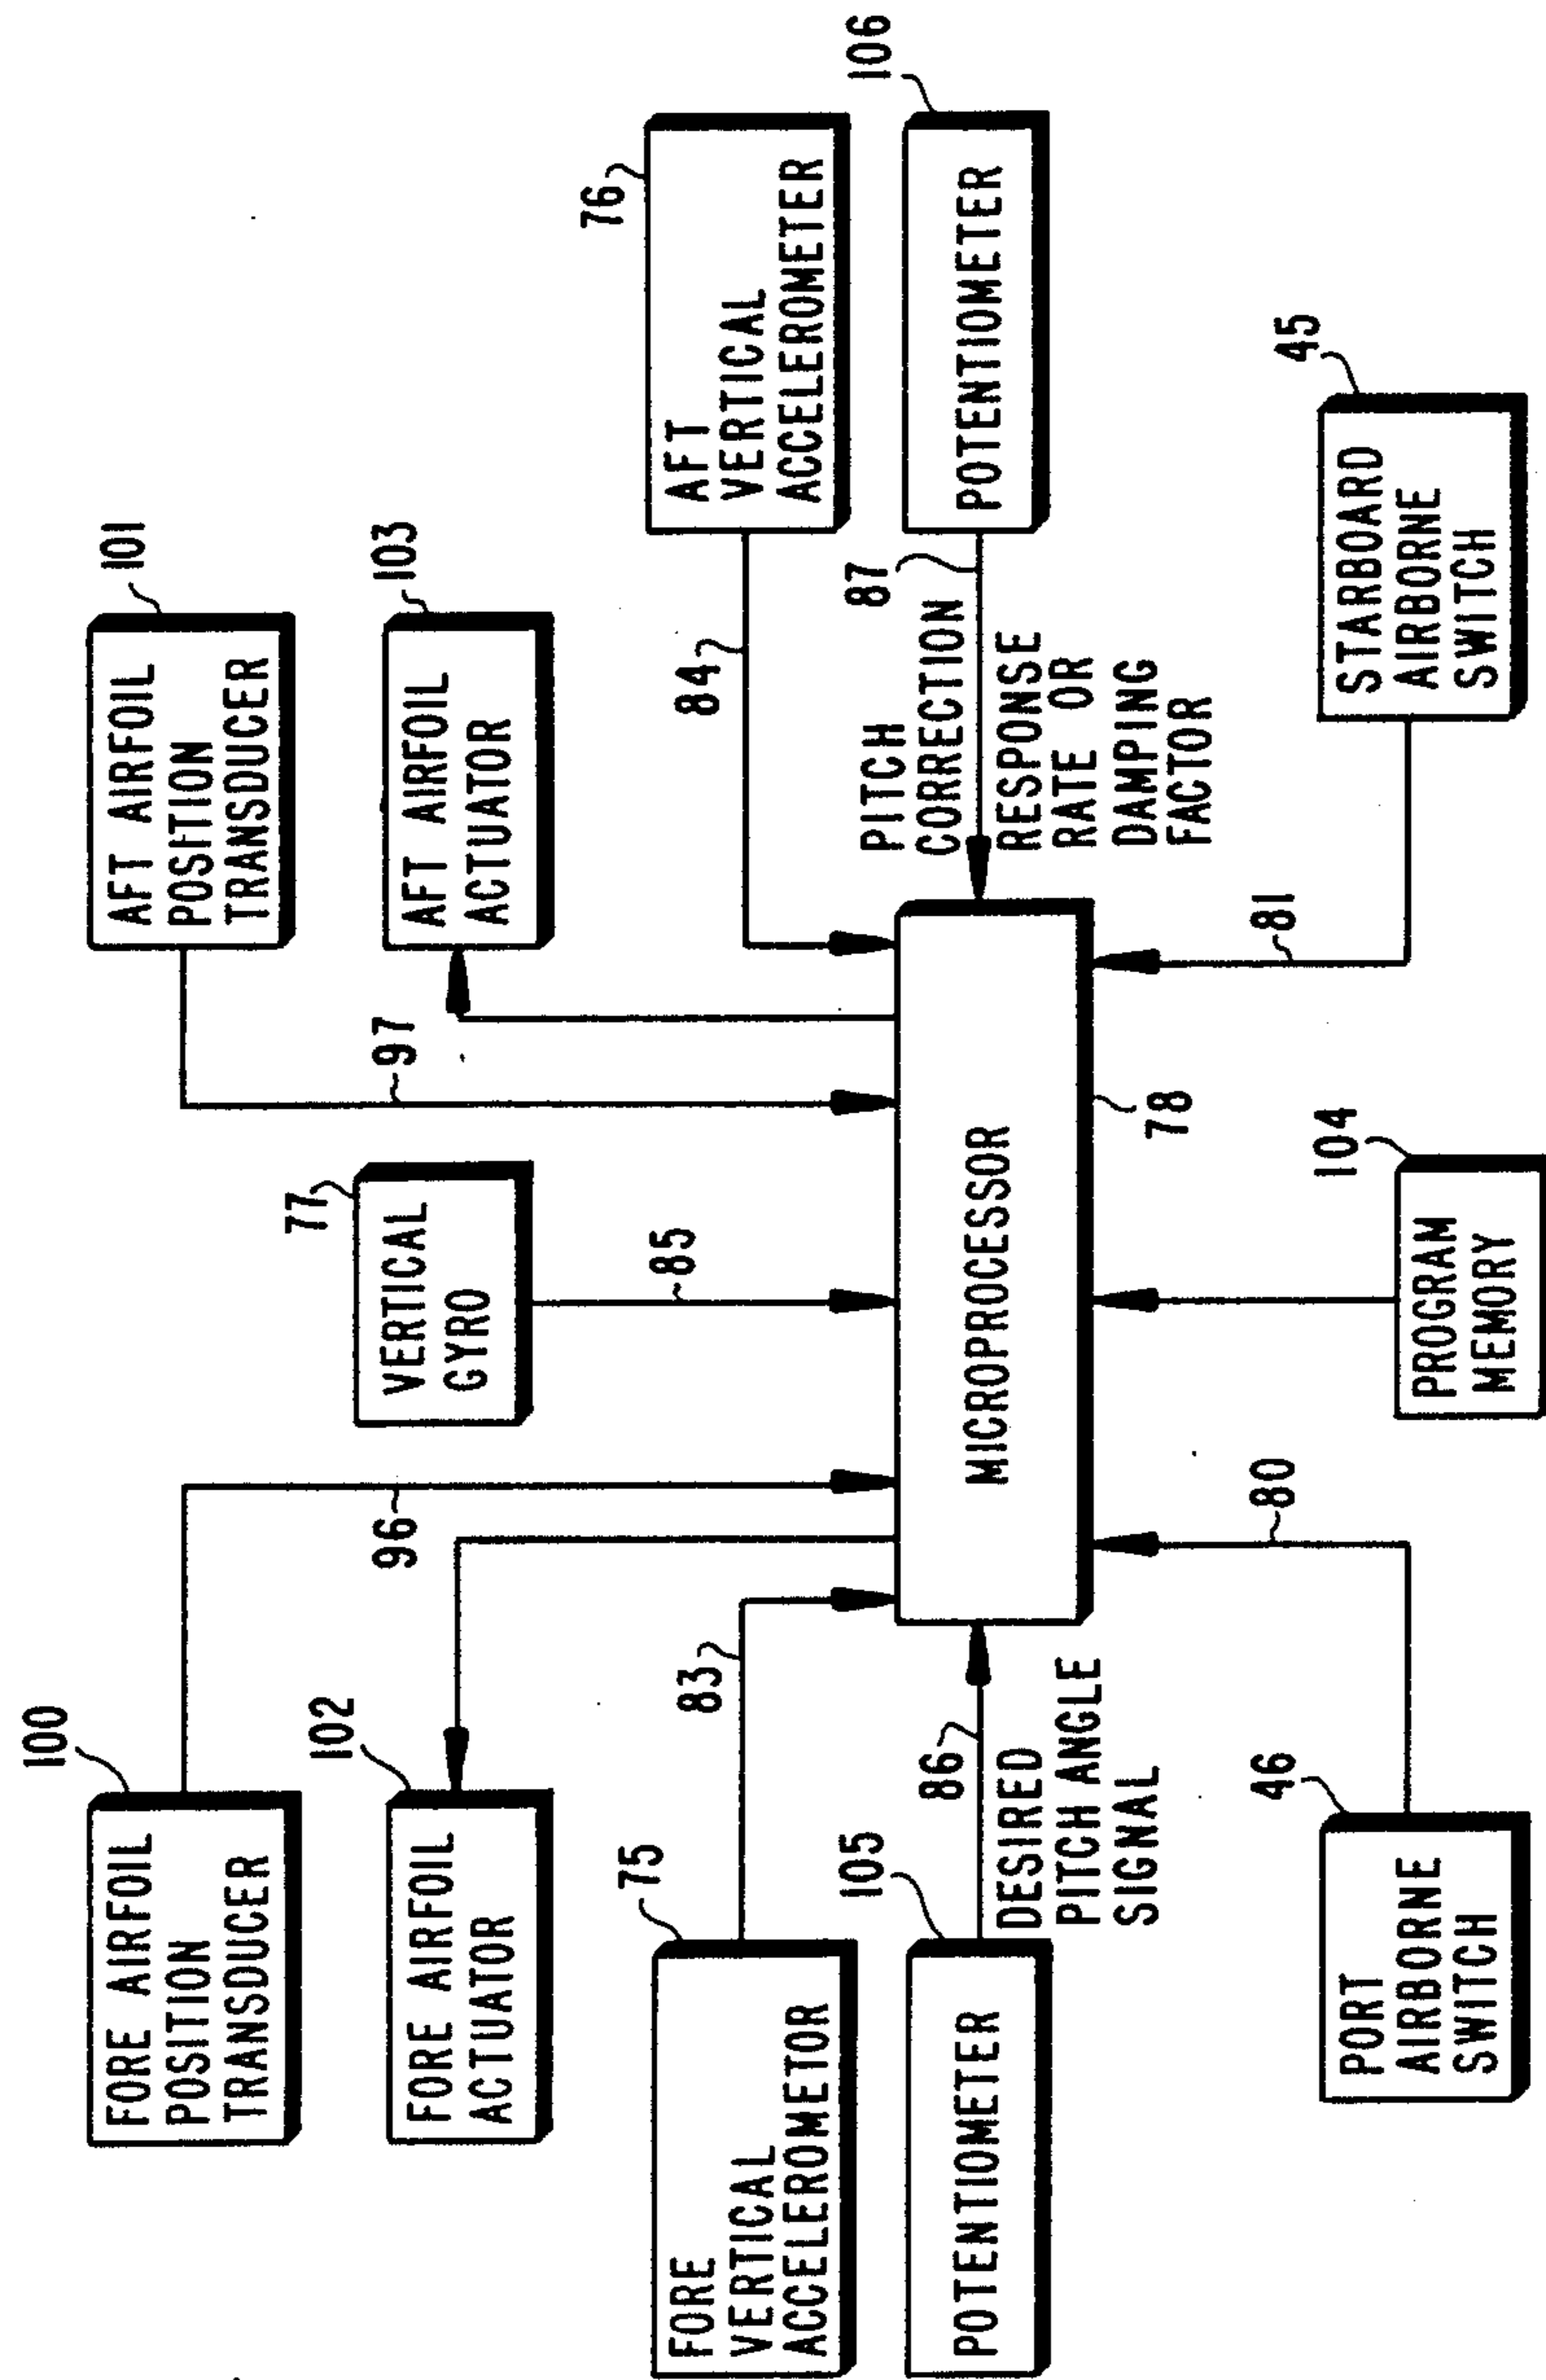 100
FORE AIRFOIL
POSITION
TRANSDUCER
101
AFT AIRFOIL
POSITION
TRANSDUCER
102
FORE AIRFOIL
ACTUATOR
96
77
VERTICAL
GYRO
97
103
AFT AIRFOIL
ACTUATOR
75
FORE
VERTICAL
ACCELEROMETOR
83
85
84
76
AFT
VERTICAL
ACCELEROMETER
105
POTENTIOMETER
86
DESIRED
PITCH ANGLE
SIGNAL
MICROPROCESSOR
78
87
PITCH
CORRECTION
RESPONSE
RATE OR
DAMPING
FACTOR
106
POTENTIOMETER
46
PORT
AIRBORNE
SWITCH
80
104
PROGRAM
MEMORY
81
45
STARBOARD
AIRBORNE
SWITCH